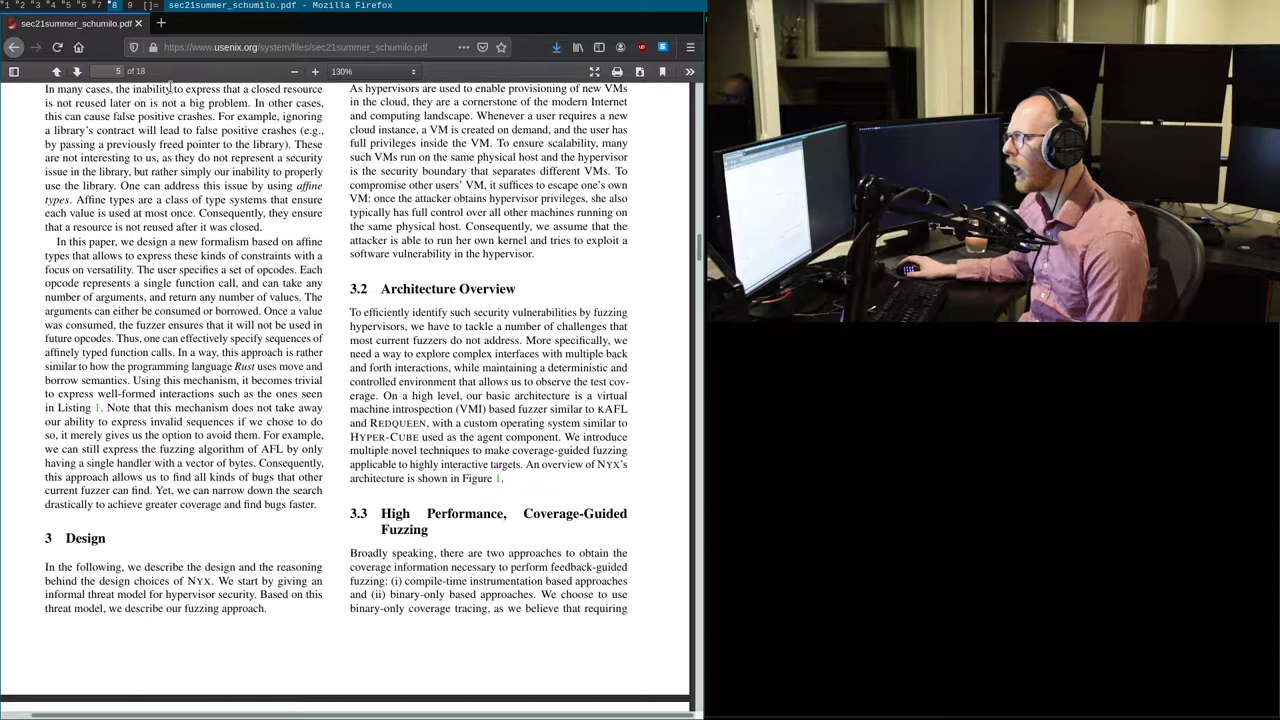 1 2 3 4 5 6 7 8 9 []= sec21summer_schumilo.pdf - Mozilla Firefox
sec21summer_schumilo.pdf
https://www.usenix.org/system/files/sec21summer_schumilo.pdf
5 of 18
130%
In many cases, the inability to express that a closed resource
is not reused later on is not a big problem. In other cases,
this can cause false positive crashes. For example, ignoring
a library's contract will lead to false positive crashes (e.g.,
by passing a previously freed pointer to the library). These
are not interesting to us, as they do not represent a security
issue in the library, but rather simply our inability to properly
use the library. One can address this issue by using affine
types. Affine types are a class of type systems that ensure
each value is used at most once. Consequently, they ensure
that a resource is not reused after it was closed.
In this paper, we design a new formalism based on affine
types that allows to express these kinds of constraints with a
focus on versatility. The user specifies a set of opcodes. Each
opcode represents a single function call, and can take any
number of arguments, and return any number of values. The
arguments can either be consumed or borrowed. Once a value
was consumed, the fuzzer ensures that it will not be used in
future opcodes. Thus, one can effectively specify sequences of
affinely typed function calls. In a way, this approach is rather
similar to how the programming language Rust uses move and
borrow semantics. Using this mechanism, it becomes trivial
to express well-formed interactions such as the ones seen
in Listing 1. Note that this mechanism does not take away
our ability to express invalid sequences if we chose to do
so, it merely gives us the option to avoid them. For example,
we can still express the fuzzing algorithm of AFL by only
having a single handler with a vector of bytes. Consequently,
this approach allows us to find all kinds of bugs that other
current fuzzer can find. Yet, we can narrow down the search
drastically to achieve greater coverage and find bugs faster.
3 Design
In the following, we describe the design and the reasoning
behind the design choices of NYX. We start by giving an
informal threat model for hypervisor security. Based on this
threat model, we describe our fuzzing approach.
As hypervisors are used to enable provisioning of new VMs
in the cloud, they are a cornerstone of the modern Internet
and computing landscape. Whenever a user requires a new
cloud instance, a VM is created on demand, and the user has
full privileges inside the VM. To ensure scalability, many
such VMs run on the same physical host and the hypervisor
is the security boundary that separates different VMs. To
compromise other users' VM, it suffices to escape one's own
VM: once the attacker obtains hypervisor privileges, she also
typically has full control over all other machines running on
the same physical host. Consequently, we assume that the
attacker is able to run her own kernel and tries to exploit a
software vulnerability in the hypervisor.
3.2 Architecture Overview
To efficiently identify such security vulnerabilities by fuzzing
hypervisors, we have to tackle a number of challenges that
most current fuzzers do not address. More specifically, we
need a way to explore complex interfaces with multiple back
and forth interactions, while maintaining a deterministic and
controlled environment that allows us to observe the test cov-
erage. On a high level, our basic architecture is a virtual
machine introspection (VMI) based fuzzer similar to KAFL
and REDQUEEN, with a custom operating system similar to
HYPER-CUBE used as the agent component. We introduce
multiple novel techniques to make coverage-guided fuzzing
applicable to highly interactive targets. An overview of NYX's
architecture is shown in Figure 1.
3.3 High Performance, Coverage-Guided
Fuzzing
Broadly speaking, there are two approaches to obtain the
coverage information necessary to perform feedback-guided
fuzzing: (i) compile-time instrumentation based approaches
and (ii) binary-only based approaches. We choose to use
binary-only coverage tracing, as we believe that requiring